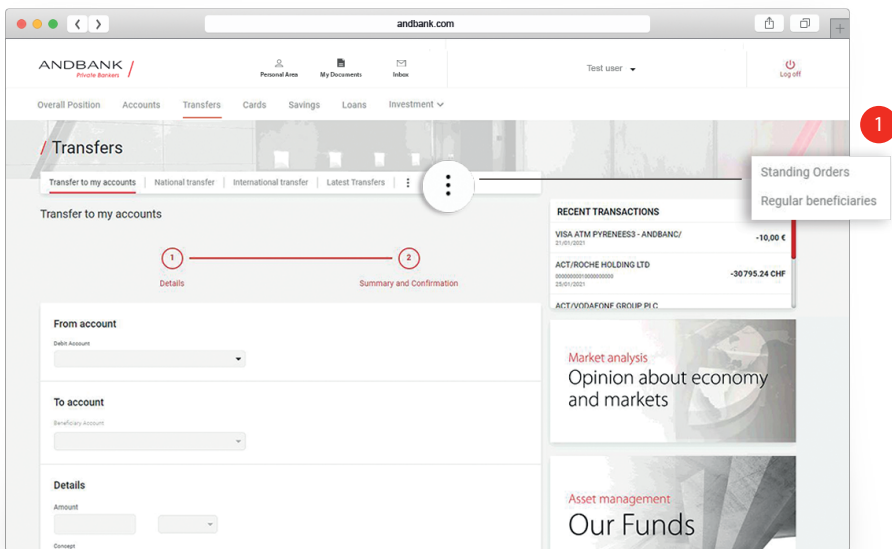 andbank.com
ANDBANK
Private Bankers
Personal Area
My Documents
Inbox
Test user
Log off
Overall Position
Accounts
Transfers
Cards
Savings
Loans
Investment
1
/ Transfers
Transfer to my accounts
National transfer
International transfer
Latest Transfers
Standing Orders
Regular beneficiaries
Transfer to my accounts
1
2
Details
Summary and Confirmation
From account
Debit Account
To account
Beneficiary Account
Details
Amount
Concept
RECENT TRANSACTIONS
VISA ATM PYRENEES3 - ANDBANC/
21/01/2021
-10,00 €
ACT/ROCHE HOLDING LTD
25/01/2021
-30795.24 CHF
ACT/VODAFONE GROUP PLC
Market analysis
Opinion about economy
and markets
Asset management
Our Funds